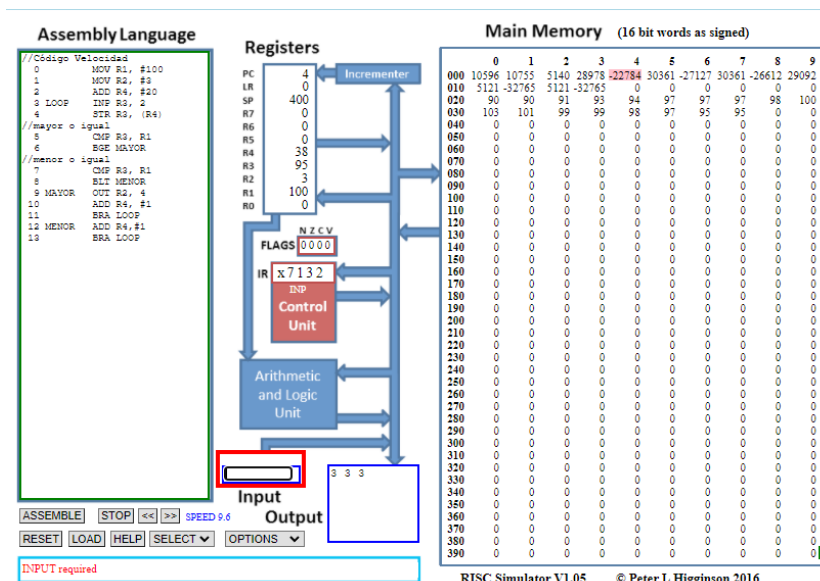 Assembly Language
//Código Velocidad
0 MOV R1, #100
1 MOV R2, #3
2 ADD R4, #20
3 LOOP INP R3, 2
4 STR R3, (R4)
//mayor o igual
5 CMP R3, R1
6 BGE MAYOR
//menor o igual
7 CMP R3, R1
8 BLT MENOR
9 MAYOR OUT R2, 4
10 ADD R4, #1
11 BRA LOOP
12 MENOR ADD R4,#1
13 BRA LOOP
ASSEMBLE STOP << >> SPEED 9.6
RESET LOAD HELP SELECT OPTIONS
INPUT required
Registers
PC 4
LR 0
SP 400
R7 0
R6 0
R5 0
R4 38
R3 95
R2 3
R1 100
R0 0
Incrementer
N Z C V
FLAGS 0 0 0 0
IR x7132
INP
Control
Unit
Arithmetic
and Logic
Unit
Input
Output
3 3 3
Main Memory (16 bit words as signed)
0 1 2 3 4 5 6 7 8 9
000 10596 10755 5140 28978 -22784 30361 -27127 30361 -26612 29092
010 5121 -32765 5121 -32765 0 0 0 0 0 0
020 90 90 91 93 94 97 97 97 98 100
030 103 101 99 99 98 97 95 95 0 0
040 0 0 0 0 0 0 0 0 0 0
050 0 0 0 0 0 0 0 0 0 0
060 0 0 0 0 0 0 0 0 0 0
070 0 0 0 0 0 0 0 0 0 0
080 0 0 0 0 0 0 0 0 0 0
090 0 0 0 0 0 0 0 0 0 0
100 0 0 0 0 0 0 0 0 0 0
110 0 0 0 0 0 0 0 0 0 0
120 0 0 0 0 0 0 0 0 0 0
130 0 0 0 0 0 0 0 0 0 0
140 0 0 0 0 0 0 0 0 0 0
150 0 0 0 0 0 0 0 0 0 0
160 0 0 0 0 0 0 0 0 0 0
170 0 0 0 0 0 0 0 0 0 0
180 0 0 0 0 0 0 0 0 0 0
190 0 0 0 0 0 0 0 0 0 0
200 0 0 0 0 0 0 0 0 0 0
210 0 0 0 0 0 0 0 0 0 0
220 0 0 0 0 0 0 0 0 0 0
230 0 0 0 0 0 0 0 0 0 0
240 0 0 0 0 0 0 0 0 0 0
250 0 0 0 0 0 0 0 0 0 0
260 0 0 0 0 0 0 0 0 0 0
270 0 0 0 0 0 0 0 0 0 0
280 0 0 0 0 0 0 0 0 0 0
290 0 0 0 0 0 0 0 0 0 0
300 0 0 0 0 0 0 0 0 0 0
310 0 0 0 0 0 0 0 0 0 0
320 0 0 0 0 0 0 0 0 0 0
330 0 0 0 0 0 0 0 0 0 0
340 0 0 0 0 0 0 0 0 0 0
350 0 0 0 0 0 0 0 0 0 0
360 0 0 0 0 0 0 0 0 0 0
370 0 0 0 0 0 0 0 0 0 0
380 0 0 0 0 0 0 0 0 0 0
390 0 0 0 0 0 0 0 0 0 0
RISC Simulator V1.05 © Peter L Higginson 2016